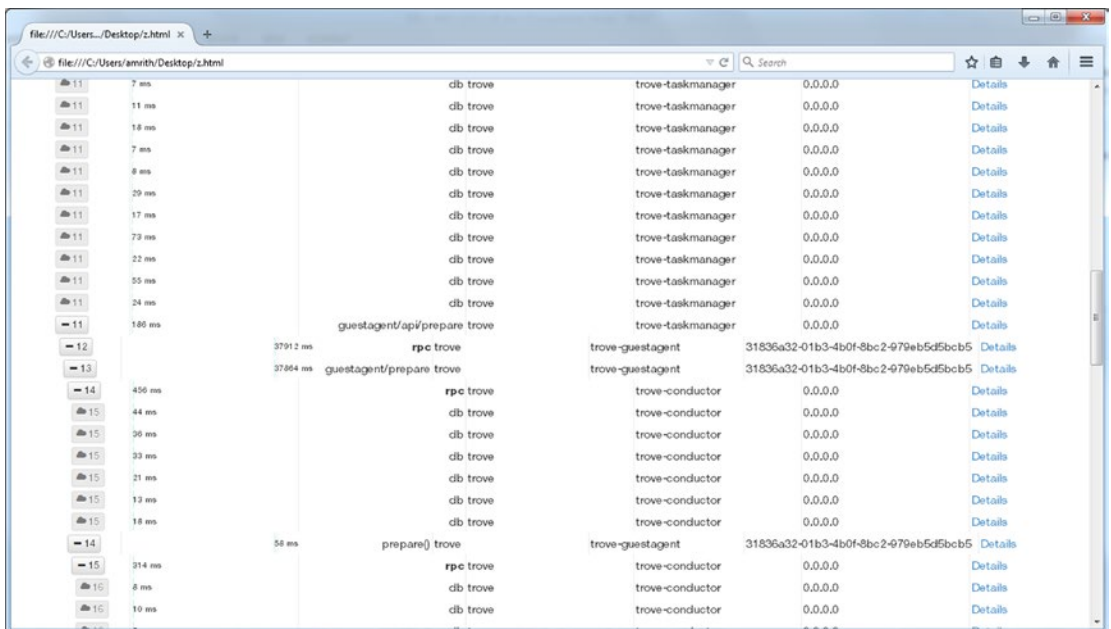 file:///C:/Users.../Desktop/z.html × +
file:///C:/Users/amrith/Desktop/z.html Search
11 7 ms db trove trove-taskmanager 0.0.0.0 Details
11 11 ms db trove trove-taskmanager 0.0.0.0 Details
11 18 ms db trove trove-taskmanager 0.0.0.0 Details
11 7 ms db trove trove-taskmanager 0.0.0.0 Details
11 8 ms db trove trove-taskmanager 0.0.0.0 Details
11 29 ms db trove trove-taskmanager 0.0.0.0 Details
11 17 ms db trove trove-taskmanager 0.0.0.0 Details
11 73 ms db trove trove-taskmanager 0.0.0.0 Details
11 22 ms db trove trove-taskmanager 0.0.0.0 Details
11 55 ms db trove trove-taskmanager 0.0.0.0 Details
11 24 ms db trove trove-taskmanager 0.0.0.0 Details
- 11 186 ms guestagent/api/prepare trove trove-taskmanager 0.0.0.0 Details
- 12 37912 ms rpc trove trove-guestagent 31836a32-01b3-4b0f-8bc2-979eb5d5bcb5 Details
- 13 37864 ms guestagent/prepare trove trove-guestagent 31836a32-01b3-4b0f-8bc2-979eb5d5bcb5 Details
- 14 456 ms rpc trove trove-conductor 0.0.0.0 Details
15 44 ms db trove trove-conductor 0.0.0.0 Details
15 36 ms db trove trove-conductor 0.0.0.0 Details
15 33 ms db trove trove-conductor 0.0.0.0 Details
15 21 ms db trove trove-conductor 0.0.0.0 Details
15 13 ms db trove trove-conductor 0.0.0.0 Details
15 18 ms db trove trove-conductor 0.0.0.0 Details
- 14 58 ms prepare() trove trove-guestagent 31836a32-01b3-4b0f-8bc2-979eb5d5bcb5 Details
- 15 314 ms rpc trove trove-conductor 0.0.0.0 Details
16 8 ms db trove trove-conductor 0.0.0.0 Details
16 10 ms db trove trove-conductor 0.0.0.0 Details